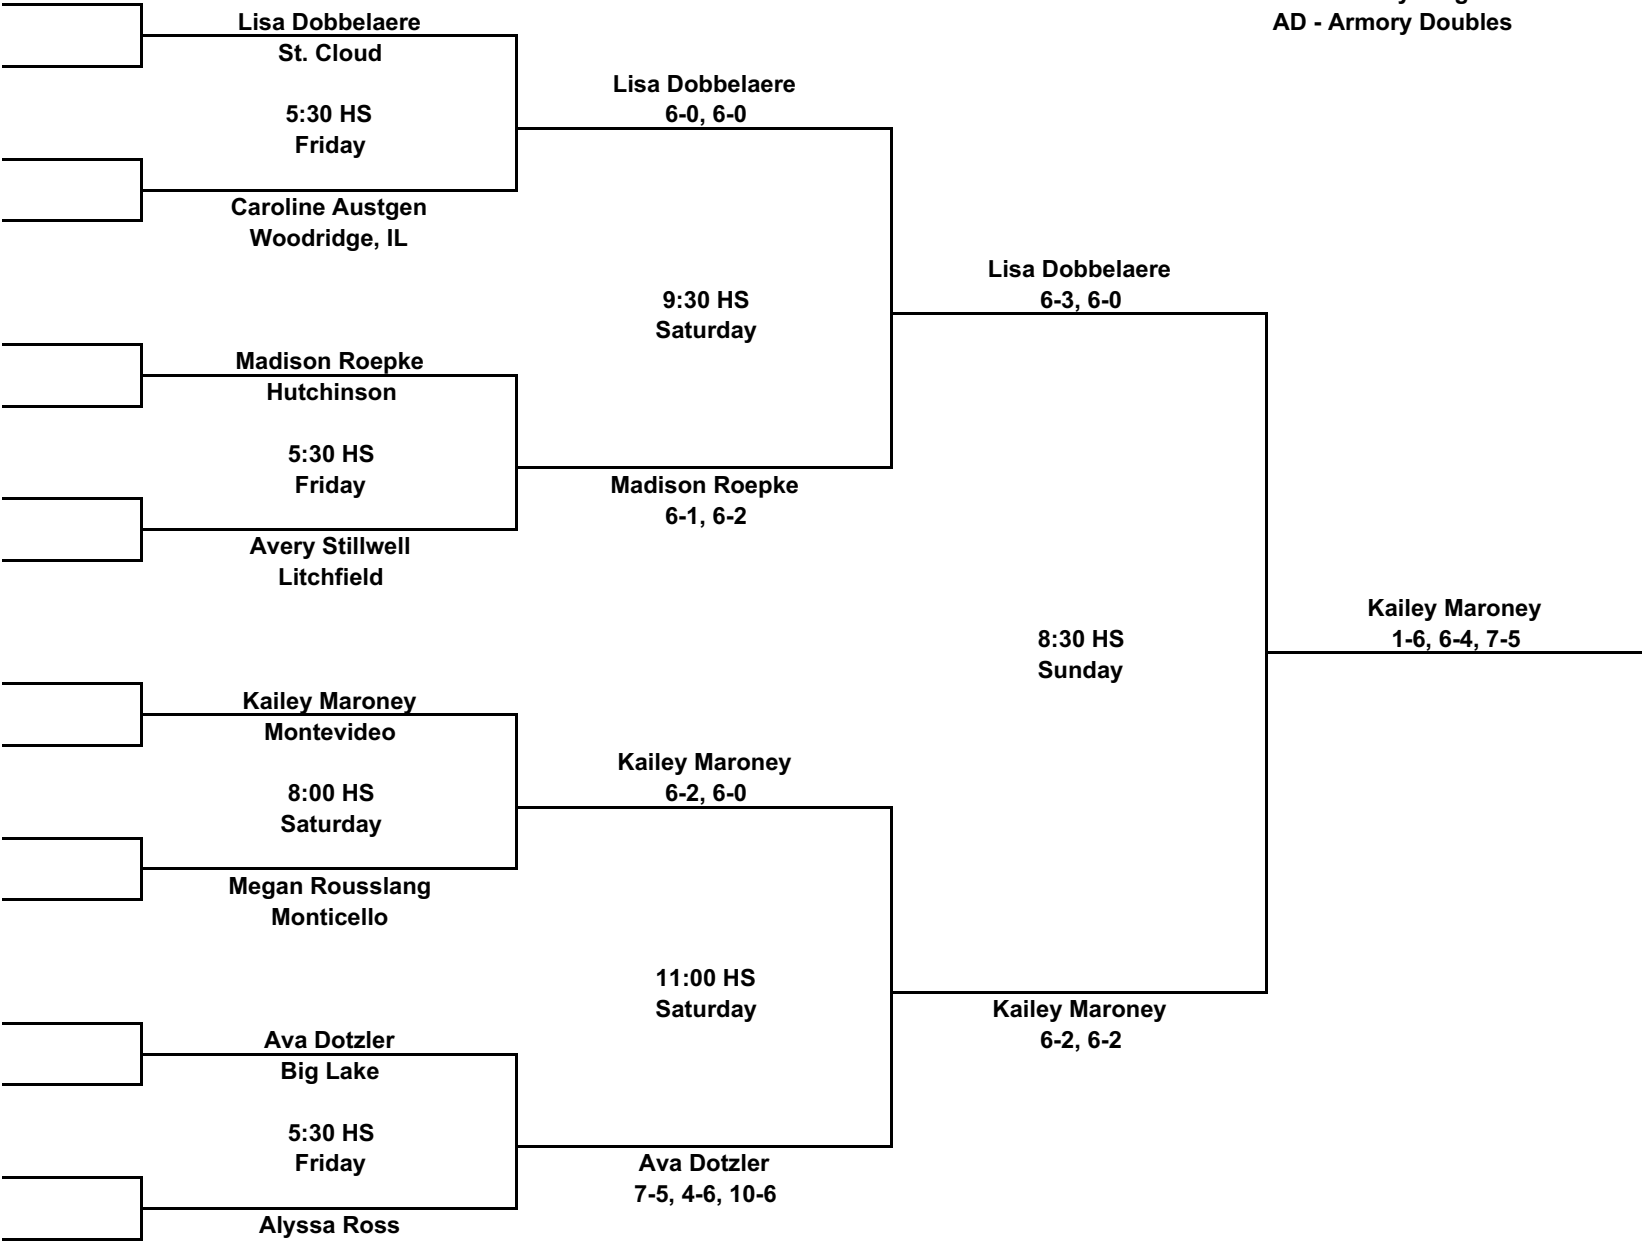 AD - Armory Doubles
Lisa Dobbelaere
St. Cloud
5:30 HS
Friday
Caroline Austgen
Woodridge, IL
Madison Roepke
Hutchinson
5:30 HS
Friday
Avery Stillwell
Litchfield
Kailey Maroney
Montevideo
8:00 HS
Saturday
Megan Rousslang
Monticello
Ava Dotzler
Big Lake
5:30 HS
Friday
Alyssa Ross
Lisa Dobbelaere
6-0, 6-0
9:30 HS
Saturday
Madison Roepke
6-1, 6-2
Kailey Maroney
6-2, 6-0
11:00 HS
Saturday
Ava Dotzler
7-5, 4-6, 10-6
Lisa Dobbelaere
6-3, 6-0
8:30 HS
Sunday
Kailey Maroney
6-2, 6-2
Kailey Maroney
1-6, 6-4, 7-5